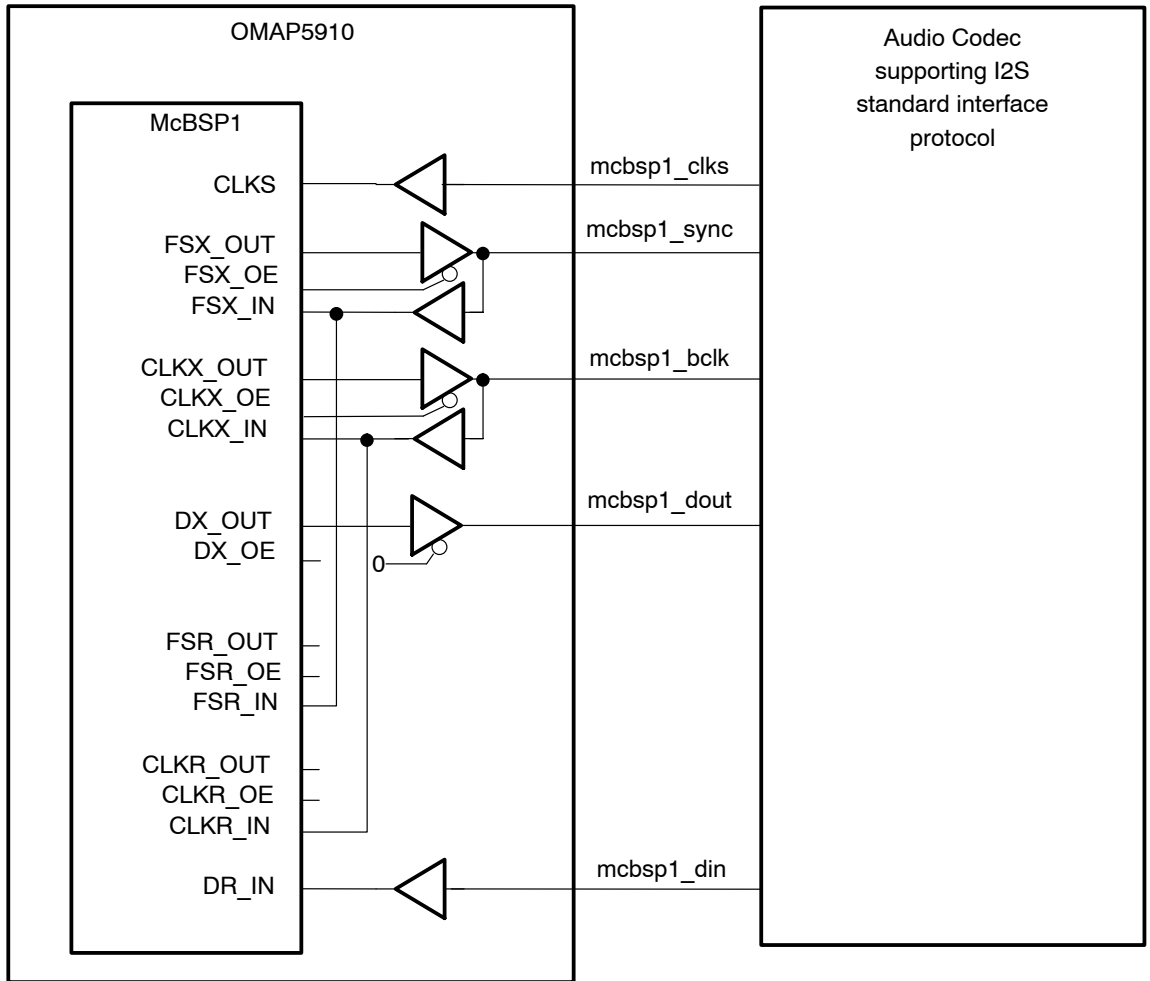 OMAP5910
Audio Codec
supporting I2S
standard interface
protocol
McBSP1
CLKS
mcbsp1_clks
FSX_OUT
mcbsp1_sync
FSX_OE
FSX_IN
CLKX_OUT
mcbsp1_bclk
CLKX_OE
CLKX_IN
DX_OUT
mcbsp1_dout
DX_OE
0
FSR_OUT
FSR_OE
FSR_IN
CLKR_OUT
CLKR_OE
CLKR_IN
DR_IN
mcbsp1_din